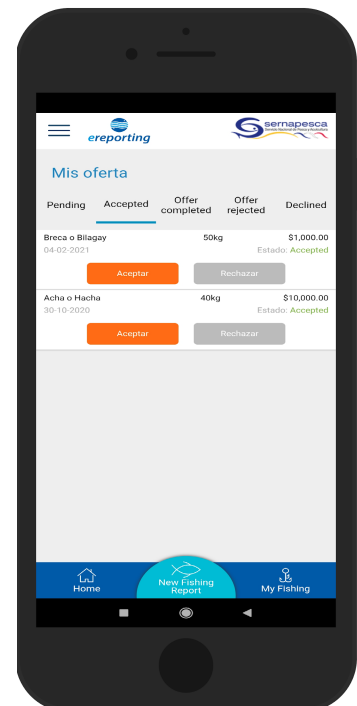 ereporting
sernapesca
Servicio Nacional de Pesca y Acuicultura
Mis oferta
Pending Accepted Offer completed Offer rejected Declined
Breca o Bilagay 50kg $1,000.00
04-02-2021 Estado: Accepted
Aceptar Rechazar
Acha o Hacha 40kg $10,000.00
30-10-2020 Estado: Accepted
Aceptar Rechazar
Home New Fishing Report My Fishing